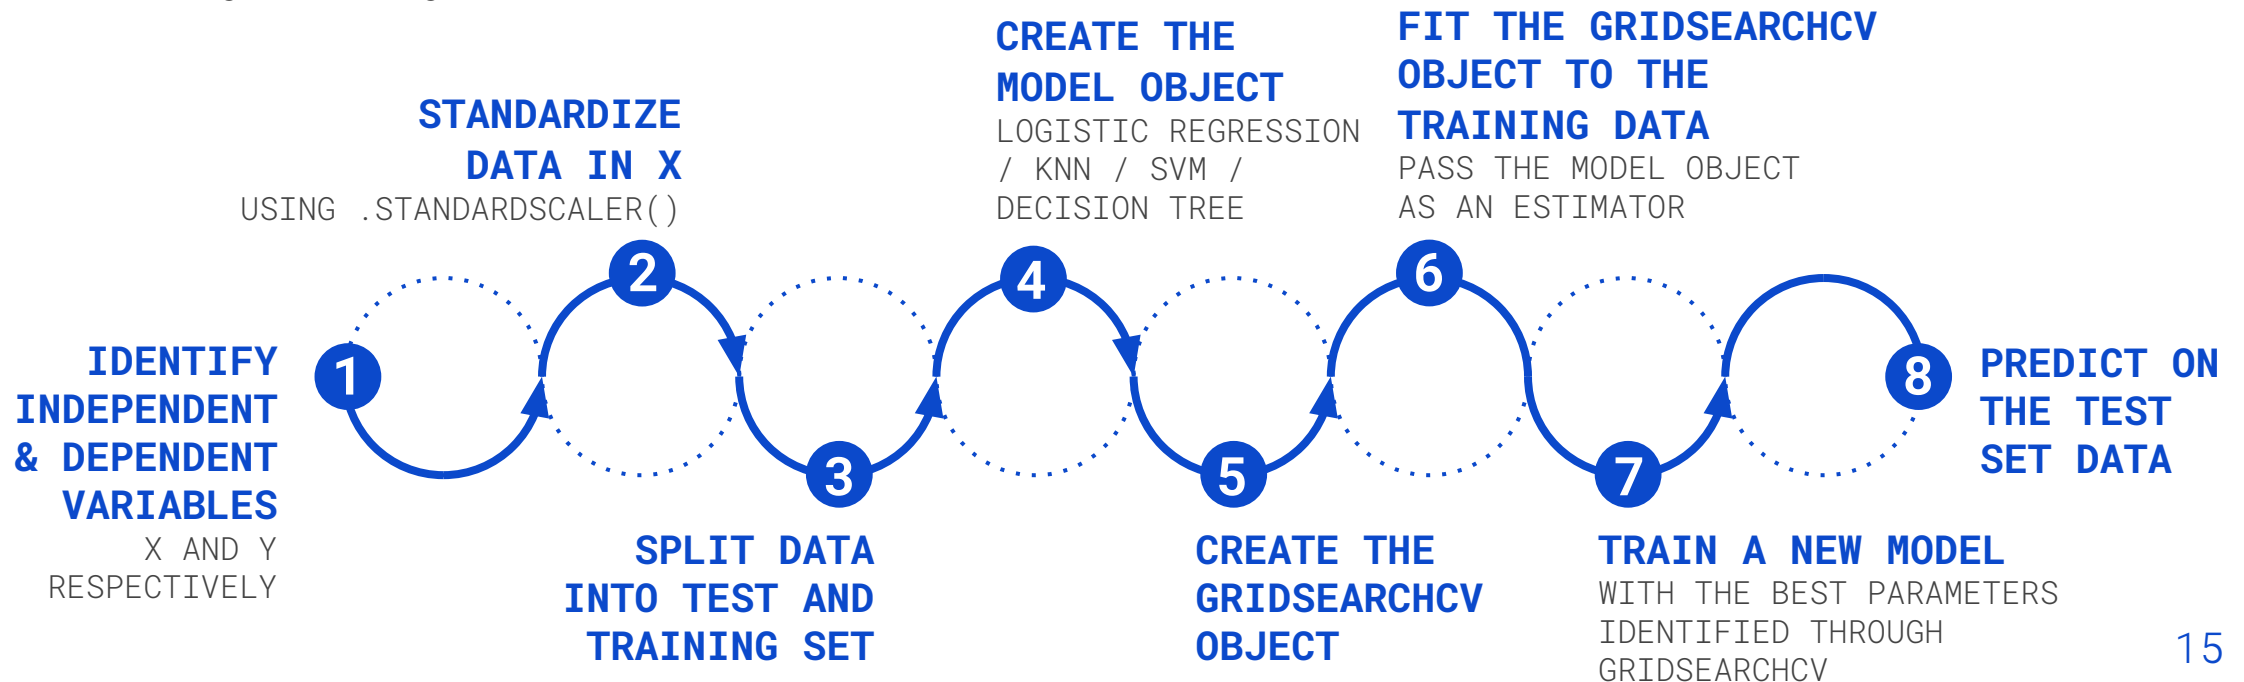 1
IDENTIFY
INDEPENDENT
& DEPENDENT
VARIABLES
X AND Y
RESPECTIVELY
STANDARDIZE
DATA IN X
USING .STANDARDSCALER()
2
3
SPLIT DATA
INTO TEST AND
TRAINING SET
CREATE THE
MODEL OBJECT
LOGISTIC REGRESSION
/ KNN / SVM /
DECISION TREE
4
5
CREATE THE
GRIDSEARCHCV
OBJECT
FIT THE GRIDSEARCHCV
OBJECT TO THE
TRAINING DATA
PASS THE MODEL OBJECT
AS AN ESTIMATOR
6
7
TRAIN A NEW MODEL
WITH THE BEST PARAMETERS
IDENTIFIED THROUGH
GRIDSEARCHCV
8
PREDICT ON
THE TEST
SET DATA
15